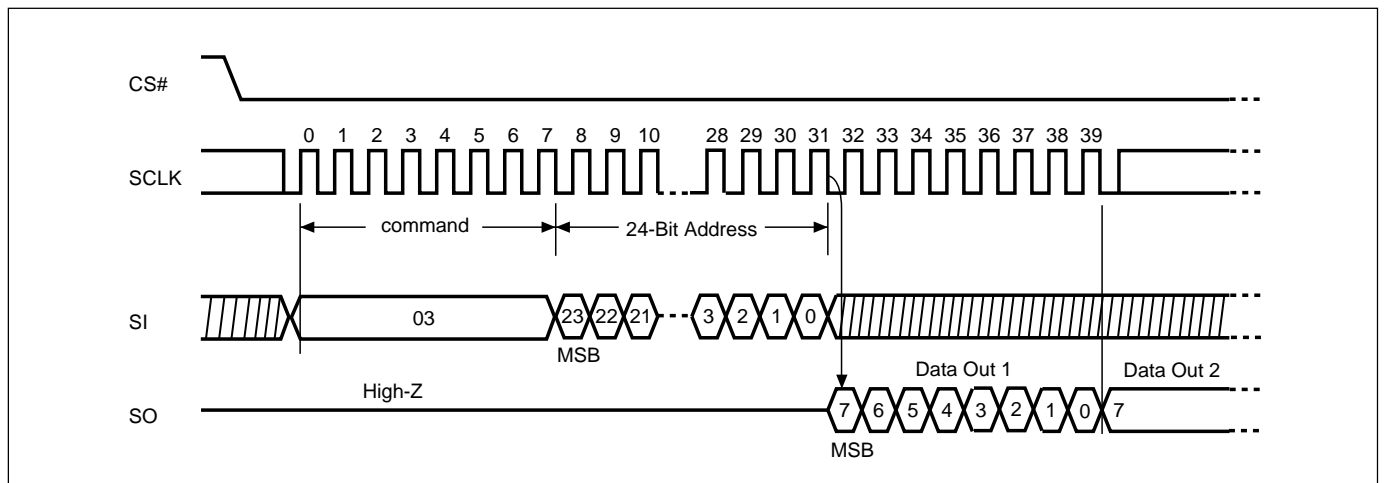 CS#
0 1 2 3 4 5 6 7 8 9 10 28 29 30 31 32 33 34 35 36 37 38 39
SCLK
command 24-Bit Address
SI 03 23 22 21 3 2 1 0
MSB
High-Z Data Out 1 Data Out 2
SO 7 6 5 4 3 2 1 0 7
MSB